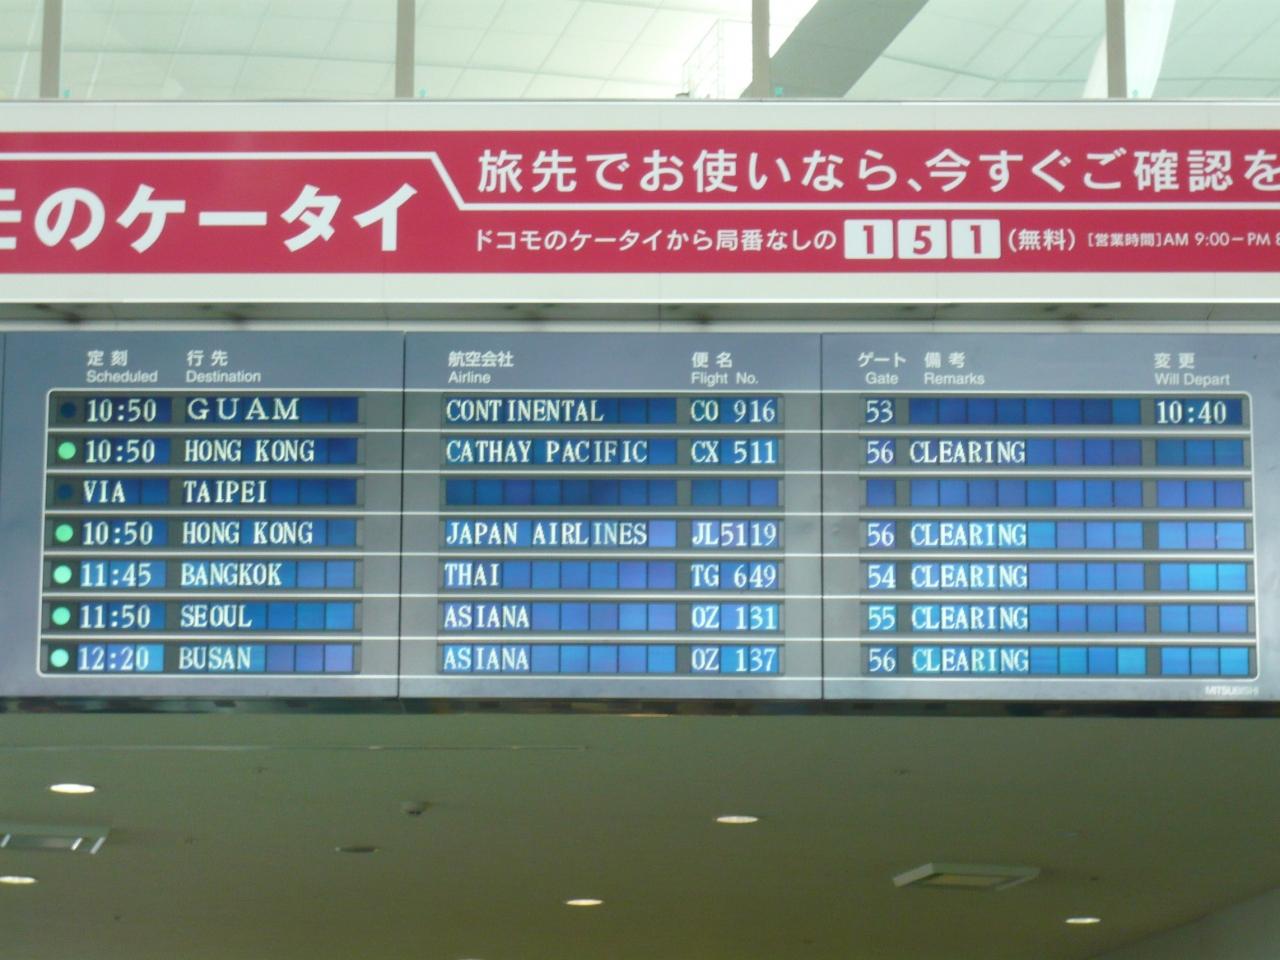 モのケータイ
旅先でお使いなら、今すぐご確認を
ドコモのケータイから局番なしの 151 (無料) [営業時間]AM 9:00－PM 8
定刻 行先 航空会社 便名 ゲート 備考 変更
Scheduled Destination Airline Flight No. Gate Remarks Will Depart
10:50 GUAM CONTINENTAL CO 916 53 10:40
10:50 HONG KONG CATHAY PACIFIC CX 511 56 CLEARING
VIA TAIPEI
10:50 HONG KONG JAPAN AIRLINES JL5119 56 CLEARING
11:45 BANGKOK THAI TG 649 54 CLEARING
11:50 SEOUL ASIANA OZ 131 55 CLEARING
12:20 BUSAN ASIANA OZ 137 56 CLEARING
MITSUBISHI